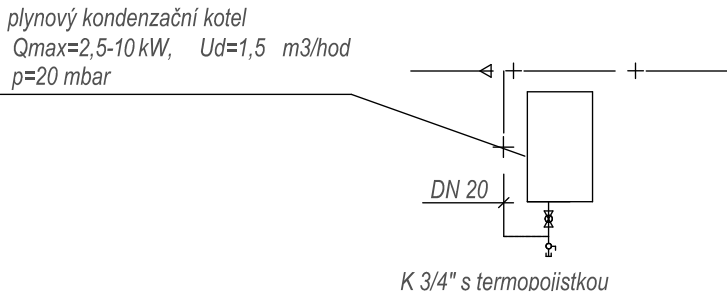 plynový kondenzační kotel
Qmax=2,5-10 kW, Ud=1,5 m3/hod
p=20 mbar
DN 20
K 3/4" s termopojistkou